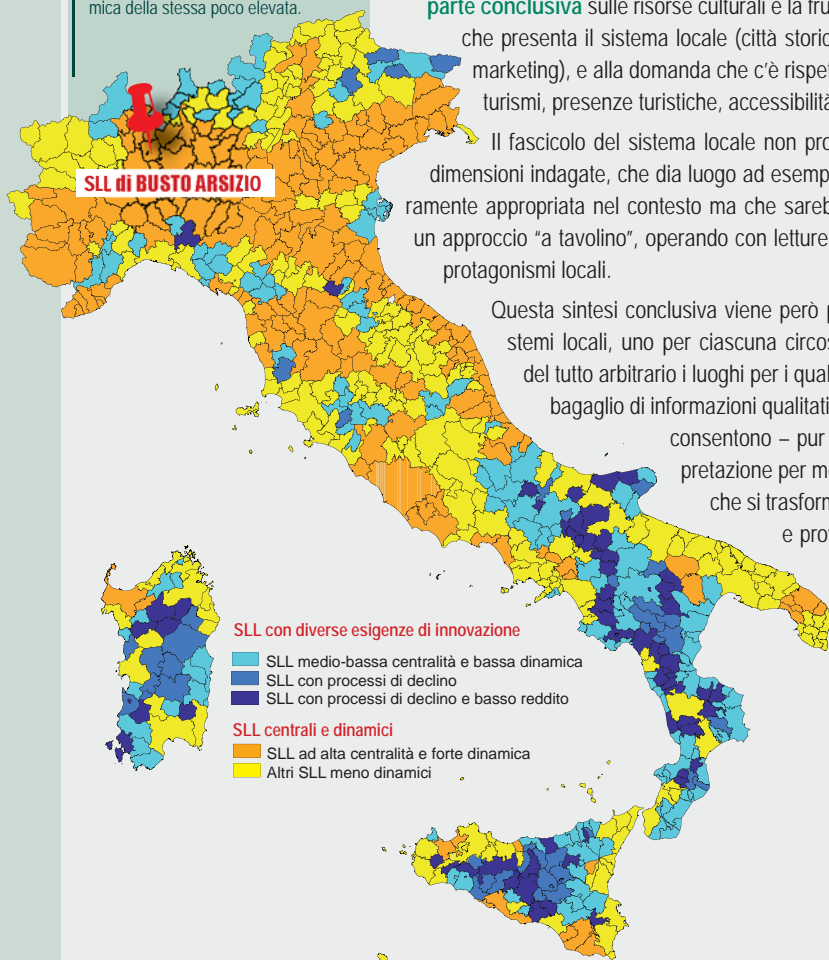 mica della stessa poco elevata.
parte conclusiva sulle risorse culturali e la fru
che presenta il sistema locale (città storic
marketing), e alla domanda che c'è rispet
turismi, presenze turistiche, accessibilità
Il fascicolo del sistema locale non pro
dimensioni indagate, che dia luogo ad esemp
ramente appropriata nel contesto ma che sareb
un approccio "a tavolino", operando con letture
protagonismi locali.
Questa sintesi conclusiva viene però p
stemi locali, uno per ciascuna circos
del tutto arbitrario i luoghi per i qual
bagaglio di informazioni qualitati
consentono – pur
pretazione per me
che si trasform
e prot
SLL di BUSTO ARSIZIO
SLL con diverse esigenze di innovazione
SLL medio-bassa centralità e bassa dinamica
SLL con processi di declino
SLL con processi di declino e basso reddito
SLL centrali e dinamici
SLL ad alta centralità e forte dinamica
Altri SLL meno dinamici